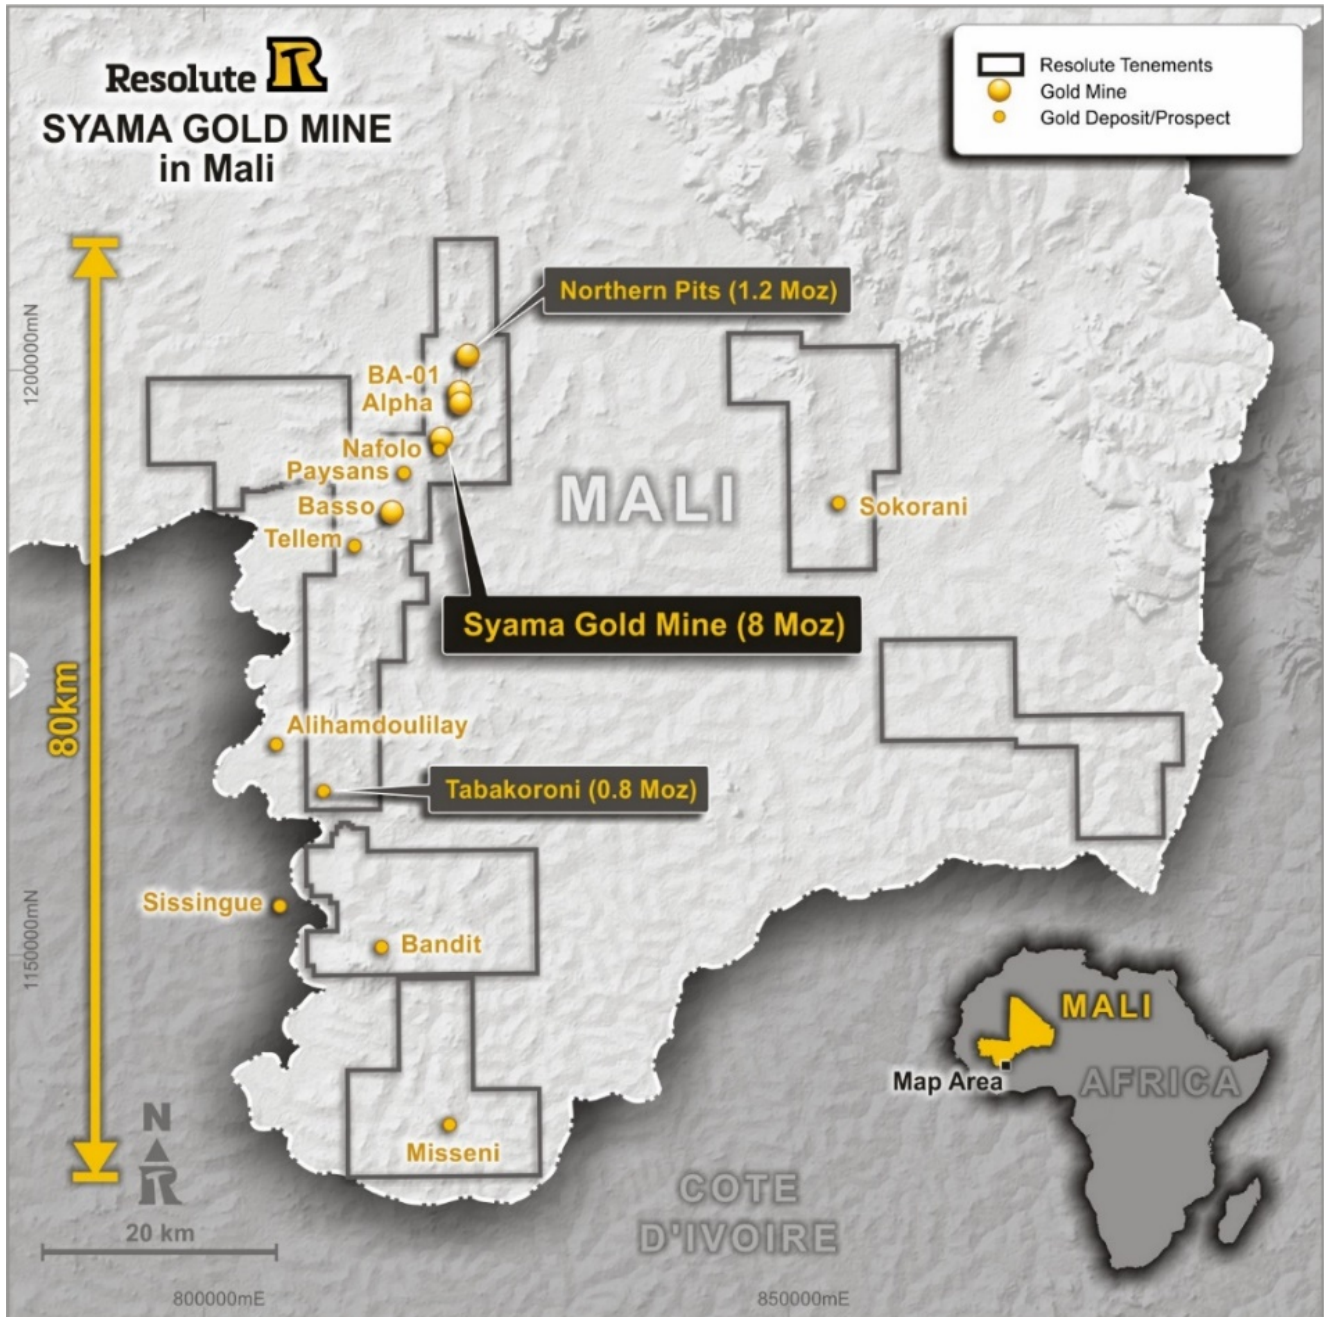 Resolute
SYAMA GOLD MINE
in Mali
Resolute Tenements
Gold Mine
Gold Deposit/Prospect
Northern Pits (1.2 Moz)
1200000mN
BA-01
Alpha
Nafolo
Paysans
Basso
Tellem
MALI
Sokorani
Syama Gold Mine (8 Moz)
80km
Alihamdoulilay
Tabakoroni (0.8 Moz)
Sissingue
Bandit
1150000mN
MALI
Map Area
AFRICA
N
R
Misseni
COTE
D'IVOIRE
20 km
800000mE
850000mE